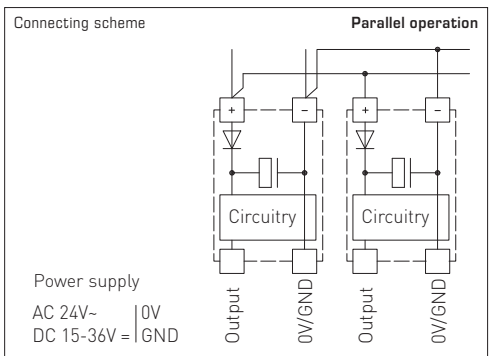 Connecting scheme Parallel operation
+ − + −
Circuitry Circuitry
Output 0V/GND Output 0V/GND
Power supply
AC 24V~ |0V
DC 15-36V = |GND